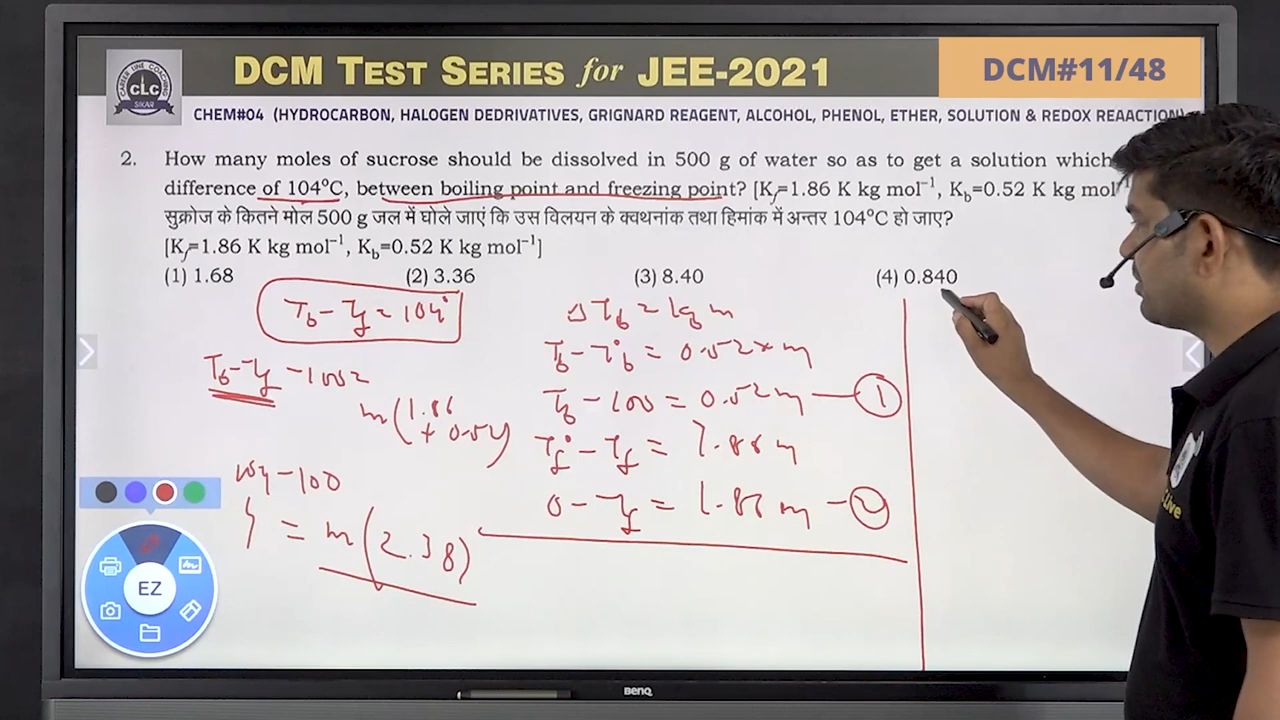 DCM TEST SERIES for JEE-2021
DCM#11/48
CAREER LINE COACHING
CLC
SIKAR
CHEM#04 (HYDROCARBON, HALOGEN DEDRIVATIVES, GRIGNARD REAGENT, ALCOHOL, PHENOL, ETHER, SOLUTION & REDOX REAACTION)
2. How many moles of sucrose should be dissolved in 500 g of water so as to get a solution which
difference of 104°C, between boiling point and freezing point? [Kf=1.86 K kg mol⁻¹, Kb=0.52 K kg mol⁻¹
सुक्रोज के कितने मोल 500 g जल में घोले जाएं कि उस विलयन के क्वथनांक तथा हिमांक में अन्तर 104°C हो जाए?
[Kf=1.86 K kg mol⁻¹, Kb=0.52 K kg mol⁻¹]
(1) 1.68 (2) 3.36 (3) 8.40 (4) 0.840
Tb - Tf = 104°
Tb - Tf - 100 =
m(1.86
+ 0.52)
104 - 100
= m(2.38)
ΔTb = Kb m
Tb - T°b = 0.52 x m
Tb - 100 = 0.52 m — 1
T°f - Tf = 1.86 m
0 - Tf = 1.86 m — 2
EZ
Live
BenQ